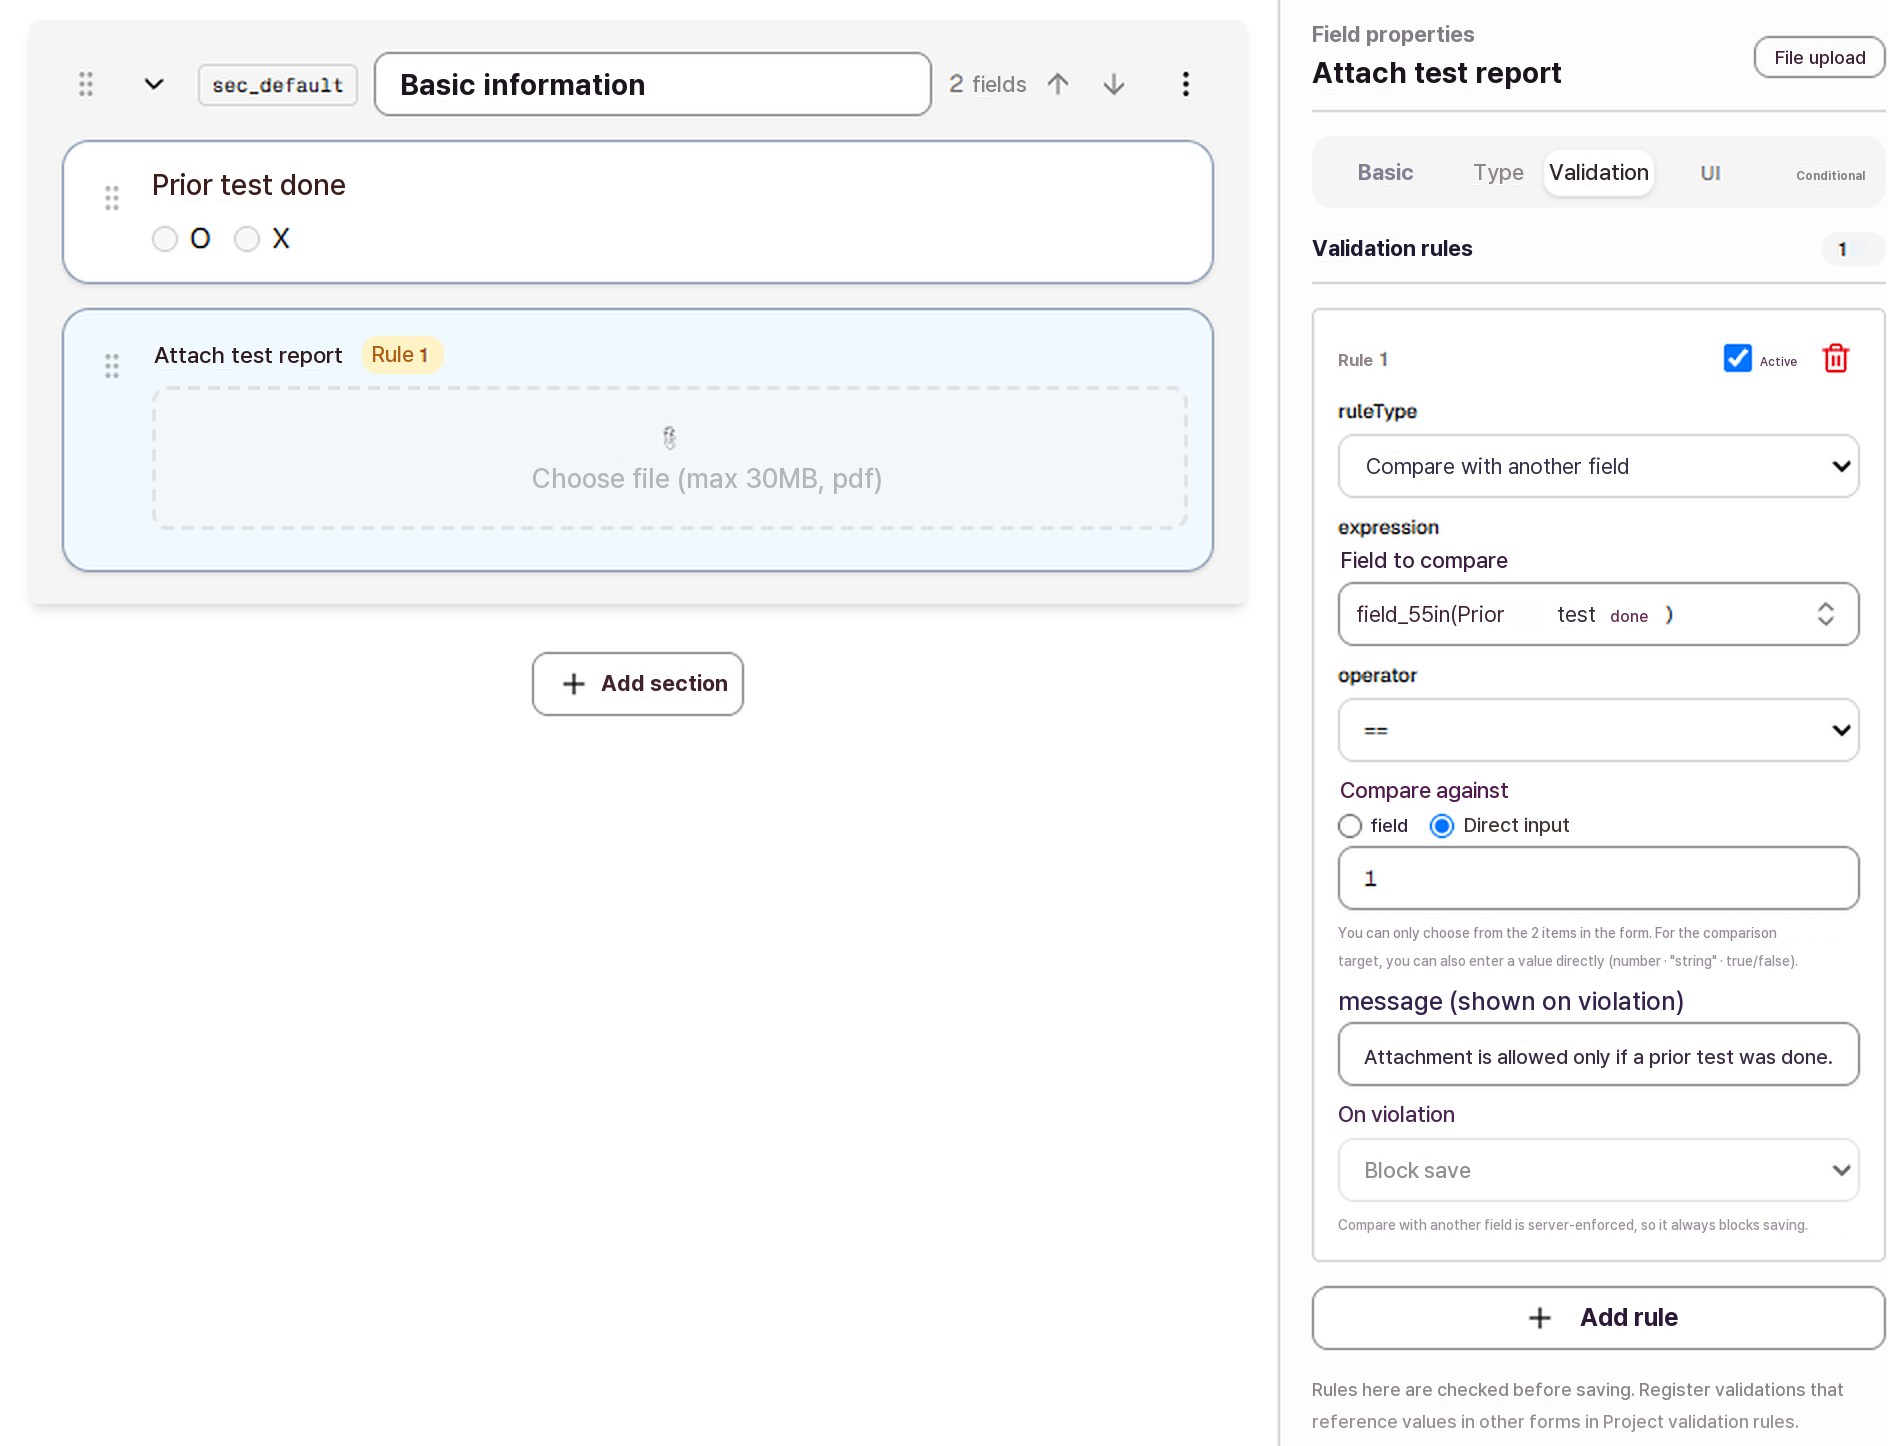 sec_default
Basic information
2 fields
Prior test done
O X
Attach test report Rule 1
Choose file (max 30MB, pdf)
+ Add section
Field properties
Attach test report
File upload
Basic Type Validation UI Conditional
Validation rules 1
Rule 1 Active
ruleType
Compare with another field
expression
Field to compare
field_55in(Prior test done )
operator
==
Compare against
field Direct input
1
You can only choose from the 2 items in the form. For the comparison
target, you can also enter a value directly (number · "string" · true/false).
message (shown on violation)
Attachment is allowed only if a prior test was done.
On violation
Block save
Compare with another field is server-enforced, so it always blocks saving.
+ Add rule
Rules here are checked before saving. Register validations that
reference values in other forms in Project validation rules.